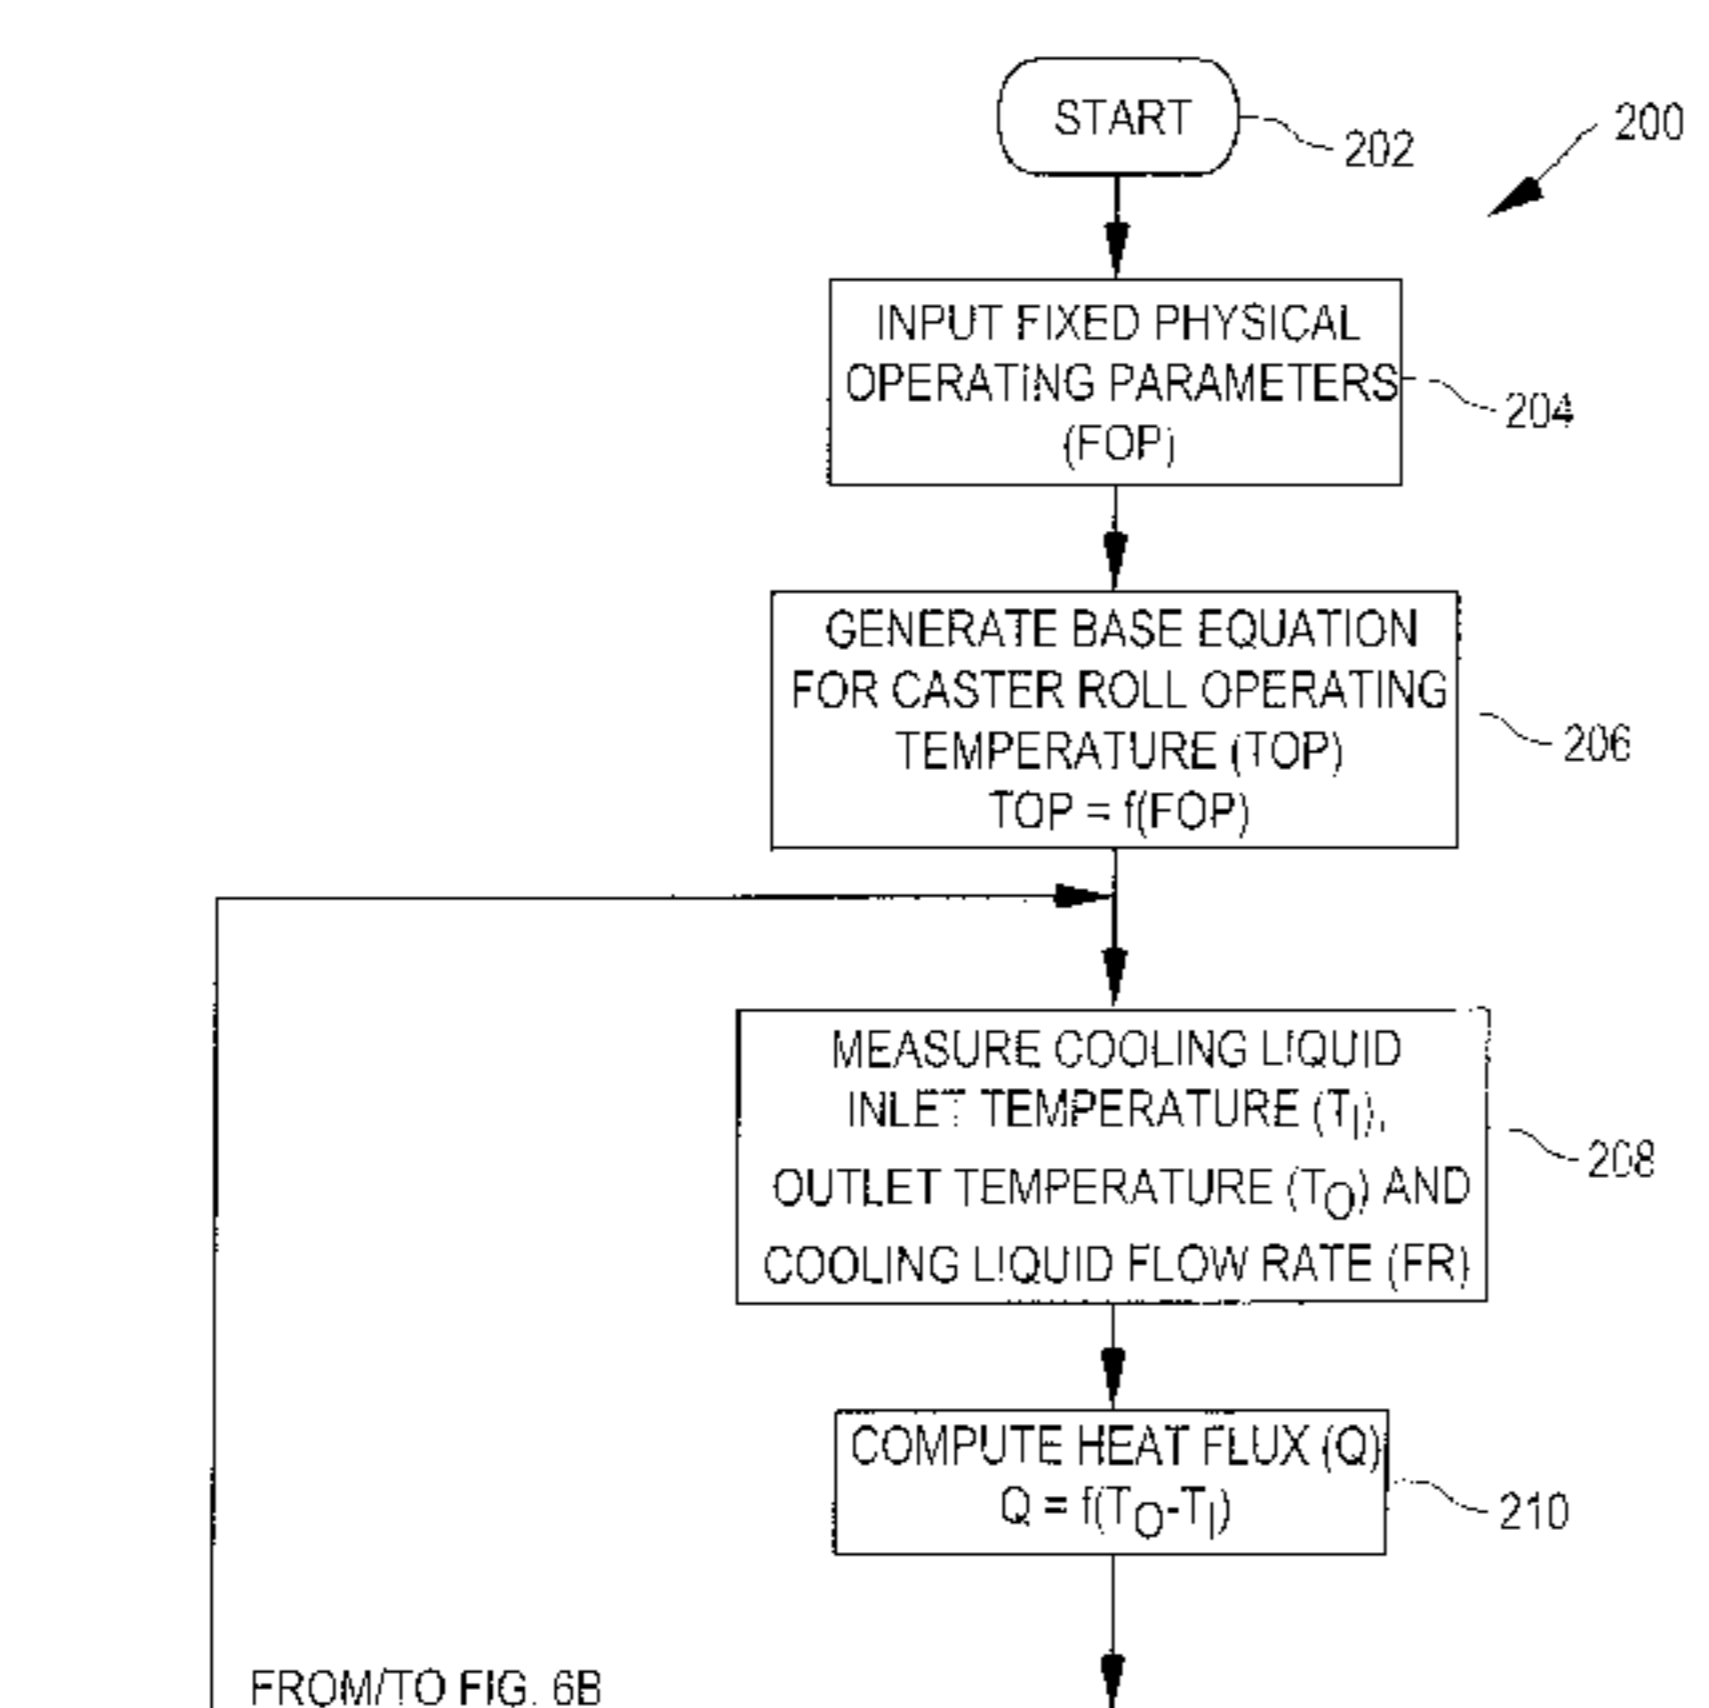 START
202
200
INPUT FIXED PHYSICAL
OPERATING PARAMETERS
(FOP)
204
GENERATE BASE EQUATION
FOR CASTER ROLL OPERATING
TEMPERATURE (TOP)
TOP = f(FOP)
206
MEASURE COOLING LIQUID
INLET TEMPERATURE (TI),
OUTLET TEMPERATURE (TO) AND
COOLING LIQUID FLOW RATE (FR)
208
COMPUTE HEAT FLUX (Q)
Q = f(TO-TI)
210
FROM/TO FIG. 6B